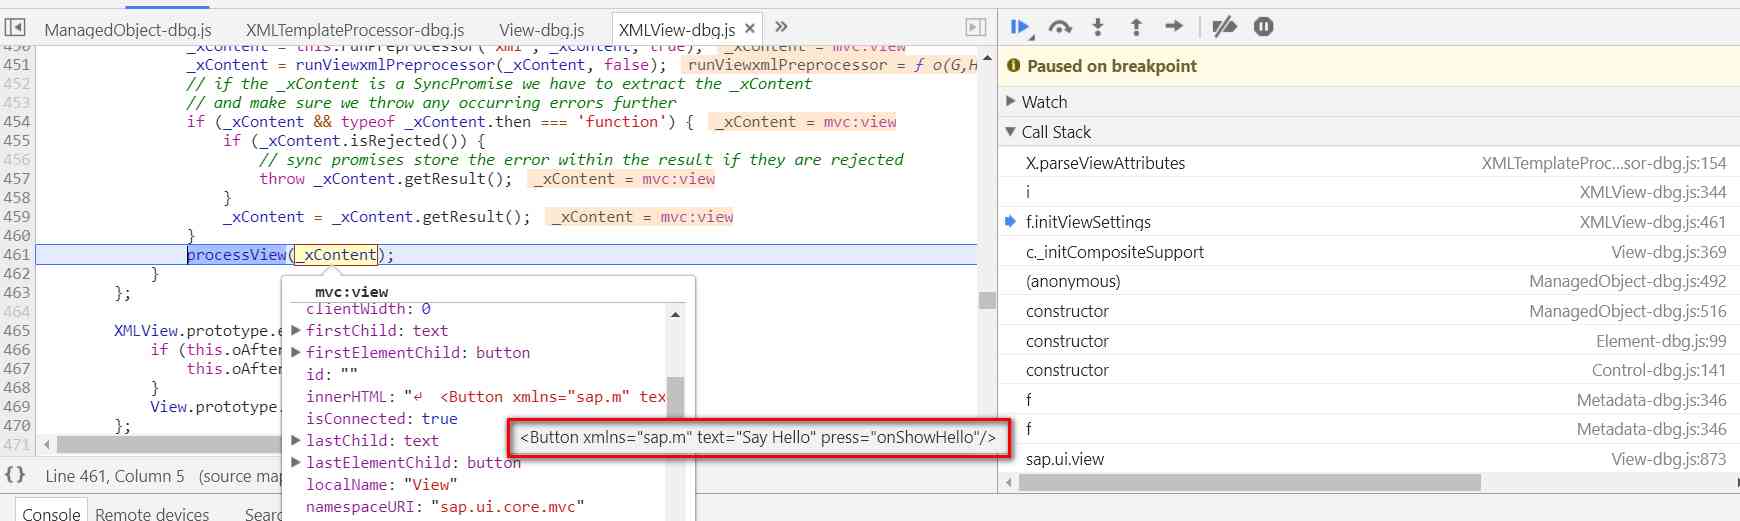 ManagedObject-dbg.js XMLTemplateProcessor-dbg.js View-dbg.js XMLView-dbg.js × »
450 _xContent = this.runPreprocessor("xml", _xContent, true); _xContent = mvc:view
451 _xContent = runViewxmlPreprocessor(_xContent, false); runViewxmlPreprocessor = ƒ o(G,H
452 // if the _xContent is a SyncPromise we have to extract the _xContent
453 // and make sure we throw any occurring errors further
454 if (_xContent && typeof _xContent.then === 'function') { _xContent = mvc:view
455 if (_xContent.isRejected()) {
456 // sync promises store the error within the result if they are rejected
457 throw _xContent.getResult(); _xContent = mvc:view
458 }
459 _xContent = _xContent.getResult(); _xContent = mvc:view
460 }
461 processView(_xContent);
462 }
463 };
464
465 XMLView.prototype.e
466 if (this.oAfter
467 this.oAfter
468 }
469 View.prototype.
470 };
471
mvc:view
clientWidth: 0
firstChild: text
firstElementChild: button
id: ""
innerHTML: "↵ <Button xmlns="sap.m" tex
isConnected: true
lastChild: text
lastElementChild: button
localName: "View"
namespaceURI: "sap.ui.core.mvc"
<Button xmlns="sap.m" text="Say Hello" press="onShowHello"/>
{} Line 461, Column 5 (source map
Console Remote devices Searc
Paused on breakpoint
Watch
Call Stack
X.parseViewAttributes XMLTemplateProc…sor-dbg.js:154
i XMLView-dbg.js:344
f.initViewSettings XMLView-dbg.js:461
c._initCompositeSupport View-dbg.js:369
(anonymous) ManagedObject-dbg.js:492
constructor ManagedObject-dbg.js:516
constructor Element-dbg.js:99
constructor Control-dbg.js:141
f Metadata-dbg.js:346
f Metadata-dbg.js:346
sap.ui.view View-dbg.js:873